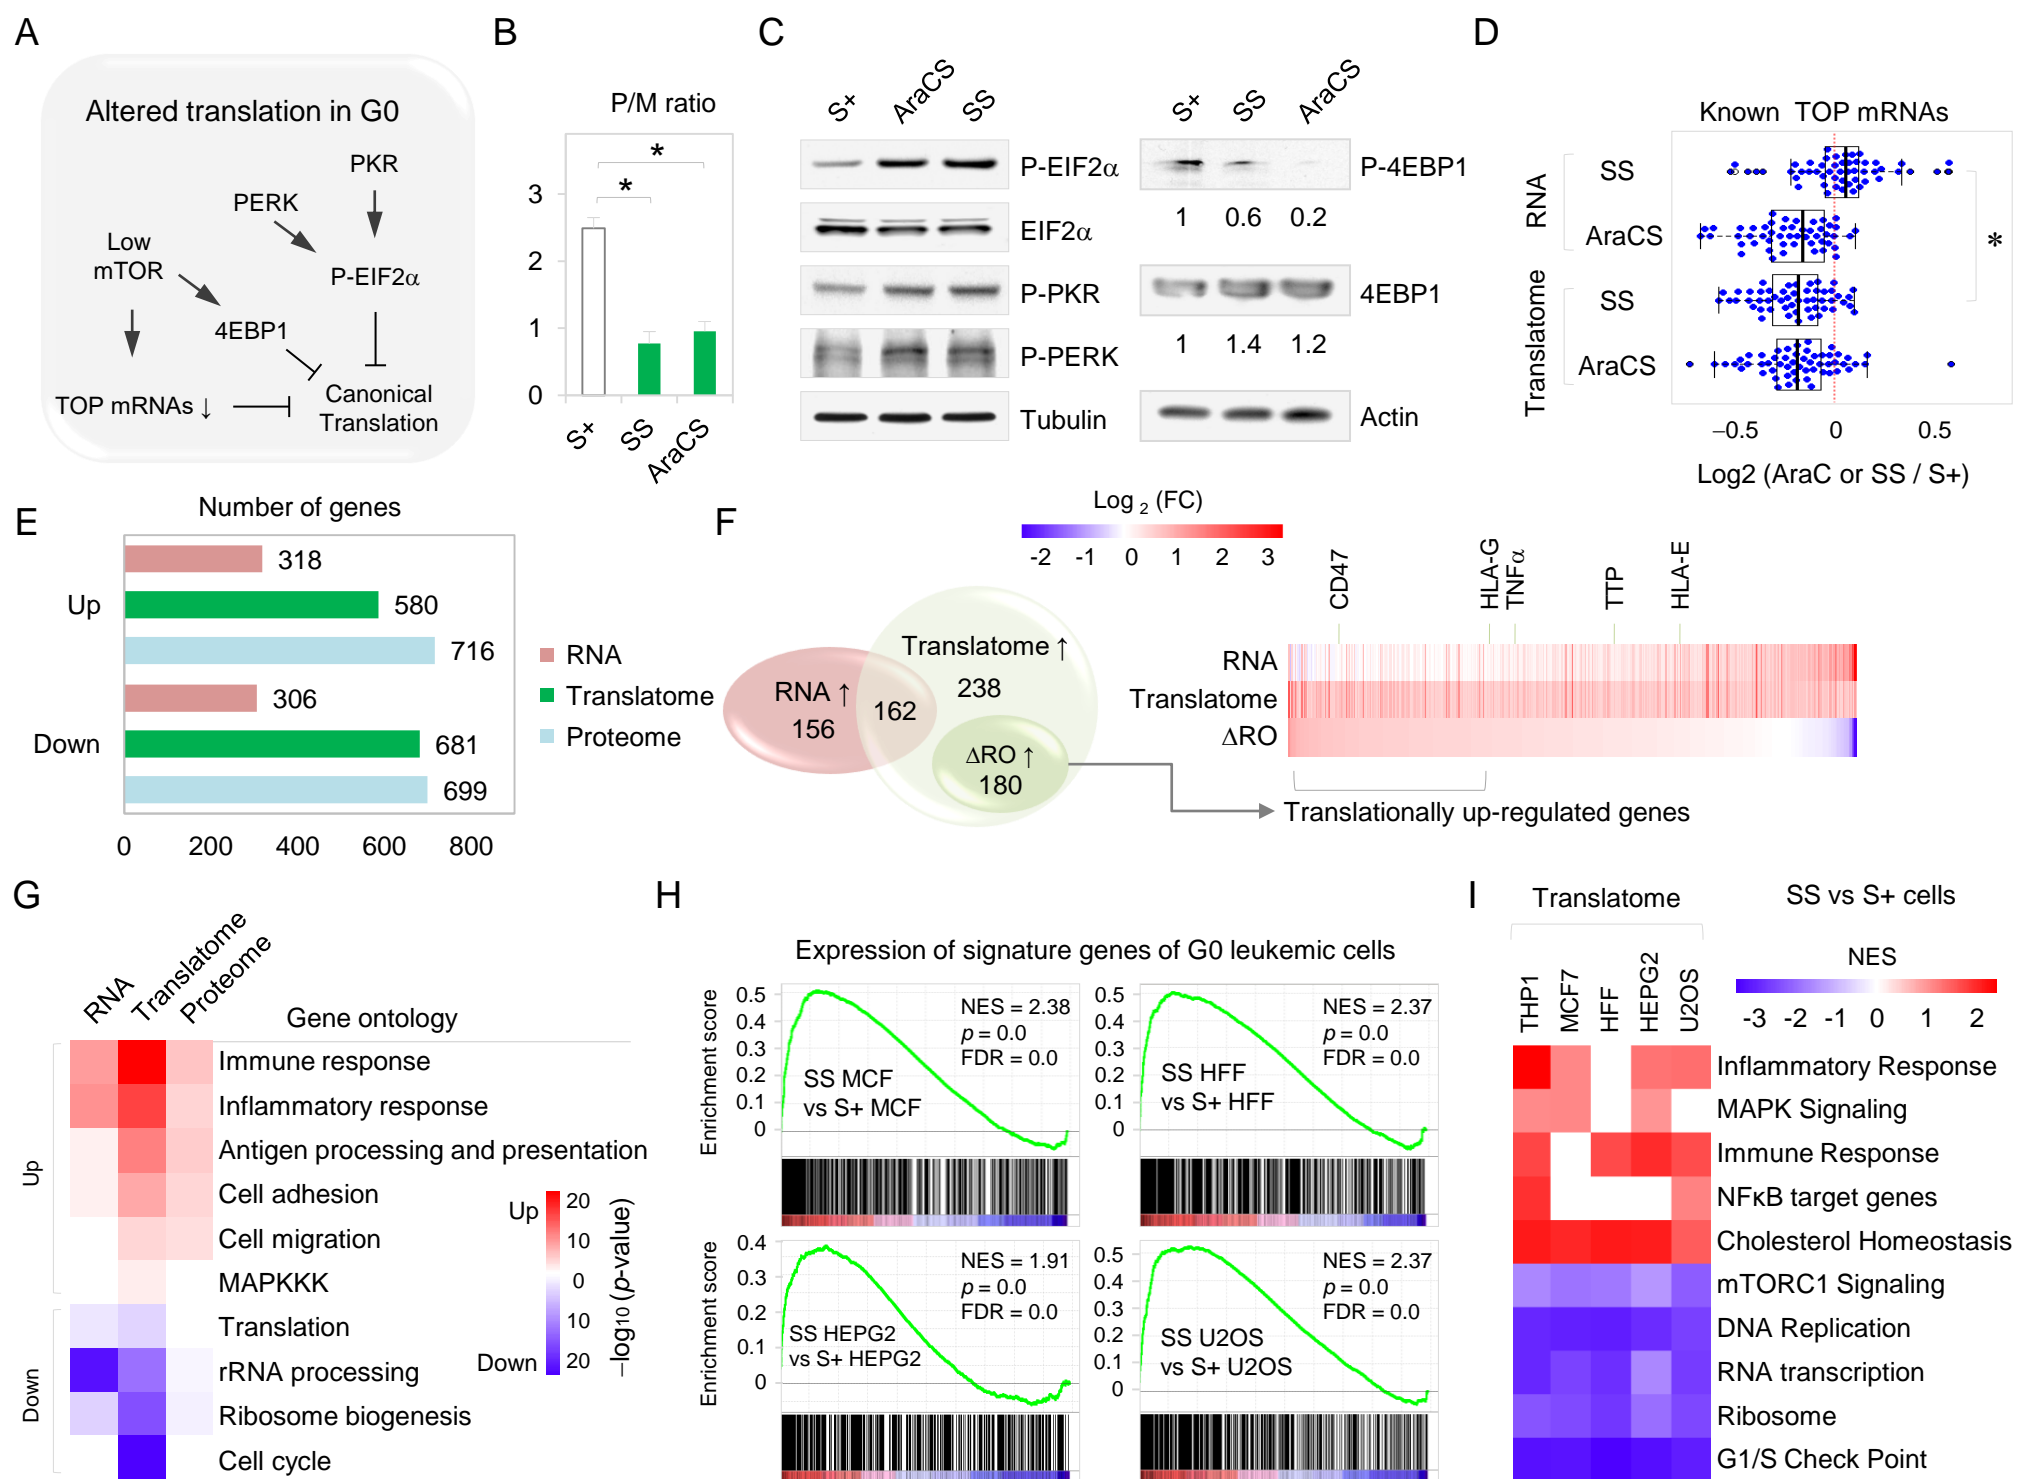 A
Altered translation in G0
PKR
PERK
Low
mTOR
P-EIF2α
4EBP1
TOP mRNAs ↓
Canonical
Translation
B
P/M ratio
*
*
3
2
1
0
S+
SS
AraCS
C
S+
AraCS
SS
P-EIF2α
EIF2α
P-PKR
P-PERK
Tubulin
S+
SS
AraCS
P-4EBP1
1 0.6 0.2
4EBP1
1 1.4 1.2
Actin
D
Known TOP mRNAs
RNA
SS
AraCS
Translatome
SS
AraCS
*
−0.5 0 0.5
Log2 (AraC or SS / S+)
E
Number of genes
Up
318
580
716
Down
306
681
699
0 200 400 600 800
RNA
Translatome
Proteome
F
Log 2 (FC)
-2 -1 0 1 2 3
Translatome ↑
238
RNA ↑
156
162
ΔRO ↑
180
CD47
HLA-G
TNFα
TTP
HLA-E
RNA
Translatome
ΔRO
Translationally up-regulated genes
G
RNA
Translatome
Proteome
Gene ontology
Up
Immune response
Inflammatory response
Antigen processing and presentation
Cell adhesion
Cell migration
MAPKKK
Down
Translation
rRNA processing
Ribosome biogenesis
Cell cycle
Up
Down
20
10
0
10
20
−log10 (p-value)
H
Expression of signature genes of G0 leukemic cells
Enrichment score
0.5
0.4
0.3
0.2
0.1
0
NES = 2.38
p = 0.0
FDR = 0.0
SS MCF
vs S+ MCF
0.5
0.4
0.3
0.2
0.1
0
NES = 2.37
p = 0.0
FDR = 0.0
SS HFF
vs S+ HFF
Enrichment score
0.4
0.3
0.2
0.1
0
NES = 1.91
p = 0.0
FDR = 0.0
SS HEPG2
vs S+ HEPG2
0.5
0.4
0.3
0.2
0.1
0
NES = 2.37
p = 0.0
FDR = 0.0
SS U2OS
vs S+ U2OS
I
Translatome
SS vs S+ cells
THP1
MCF7
HFF
HEPG2
U2OS
NES
-3 -2 -1 0 1 2
Inflammatory Response
MAPK Signaling
Immune Response
NFκB target genes
Cholesterol Homeostasis
mTORC1 Signaling
DNA Replication
RNA transcription
Ribosome
G1/S Check Point